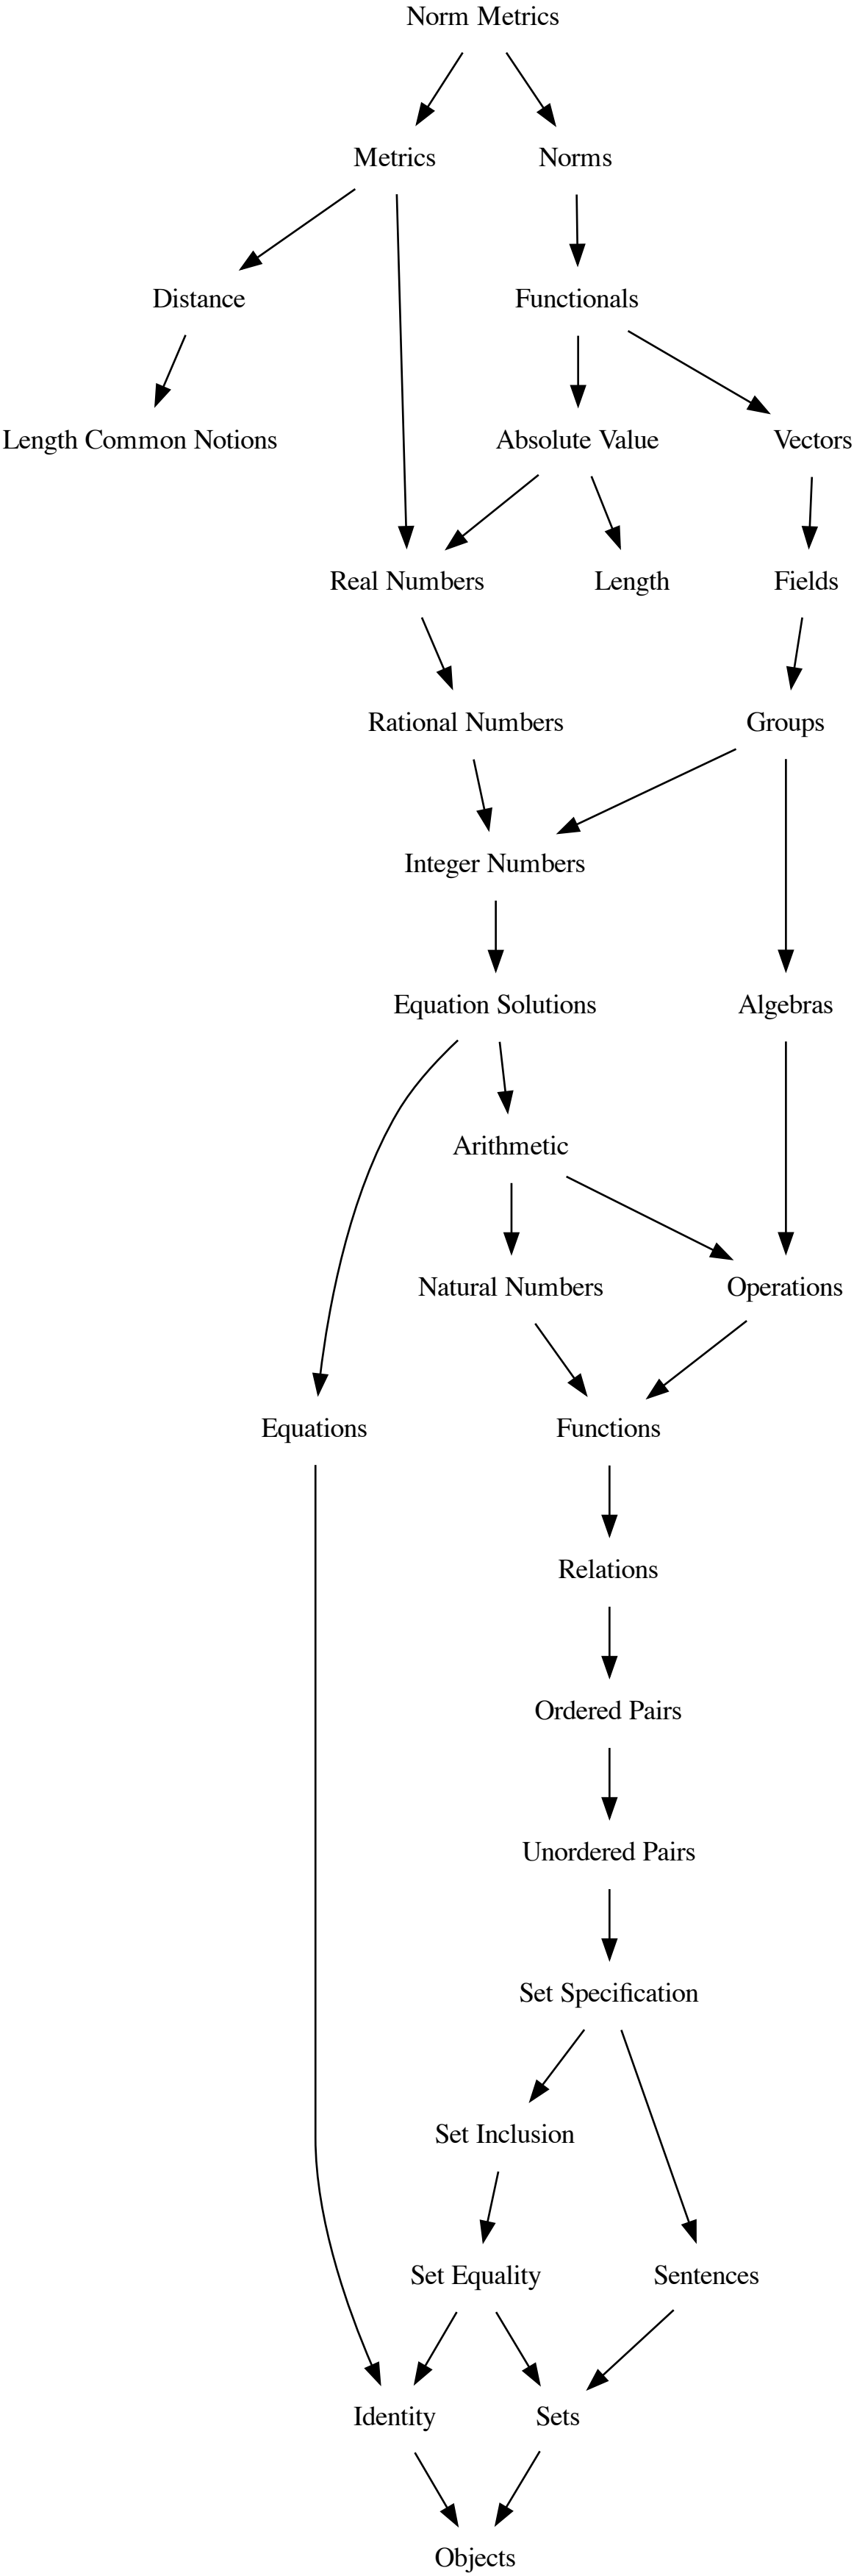 Norm Metrics
Metrics
Norms
Distance
Functionals
Length Common Notions
Absolute Value
Vectors
Real Numbers
Length
Fields
Rational Numbers
Groups
Integer Numbers
Equation Solutions
Algebras
Arithmetic
Natural Numbers
Operations
Equations
Functions
Relations
Ordered Pairs
Unordered Pairs
Set Specification
Set Inclusion
Set Equality
Sentences
Identity
Sets
Objects